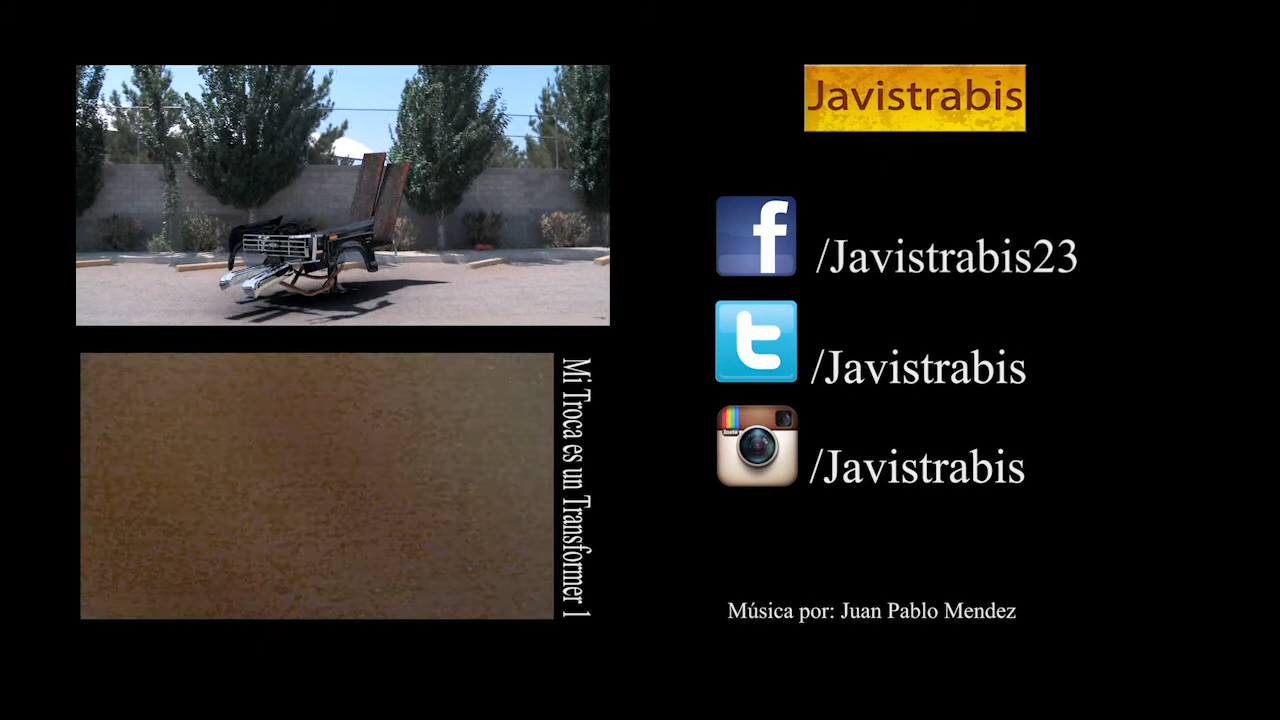 Javistrabis
/Javistrabis23
/Javistrabis
/Javistrabis
Mi Troca es un Transformer 1
Música por: Juan Pablo Mendez